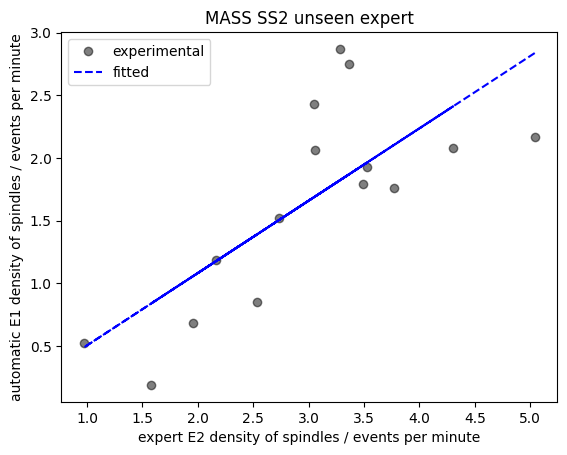 MASS SS2 unseen expert
experimental
fitted
automatic E1 density of spindles / events per minute
3.0
2.5
2.0
1.5
1.0
0.5
1.0 1.5 2.0 2.5 3.0 3.5 4.0 4.5 5.0
expert E2 density of spindles / events per minute